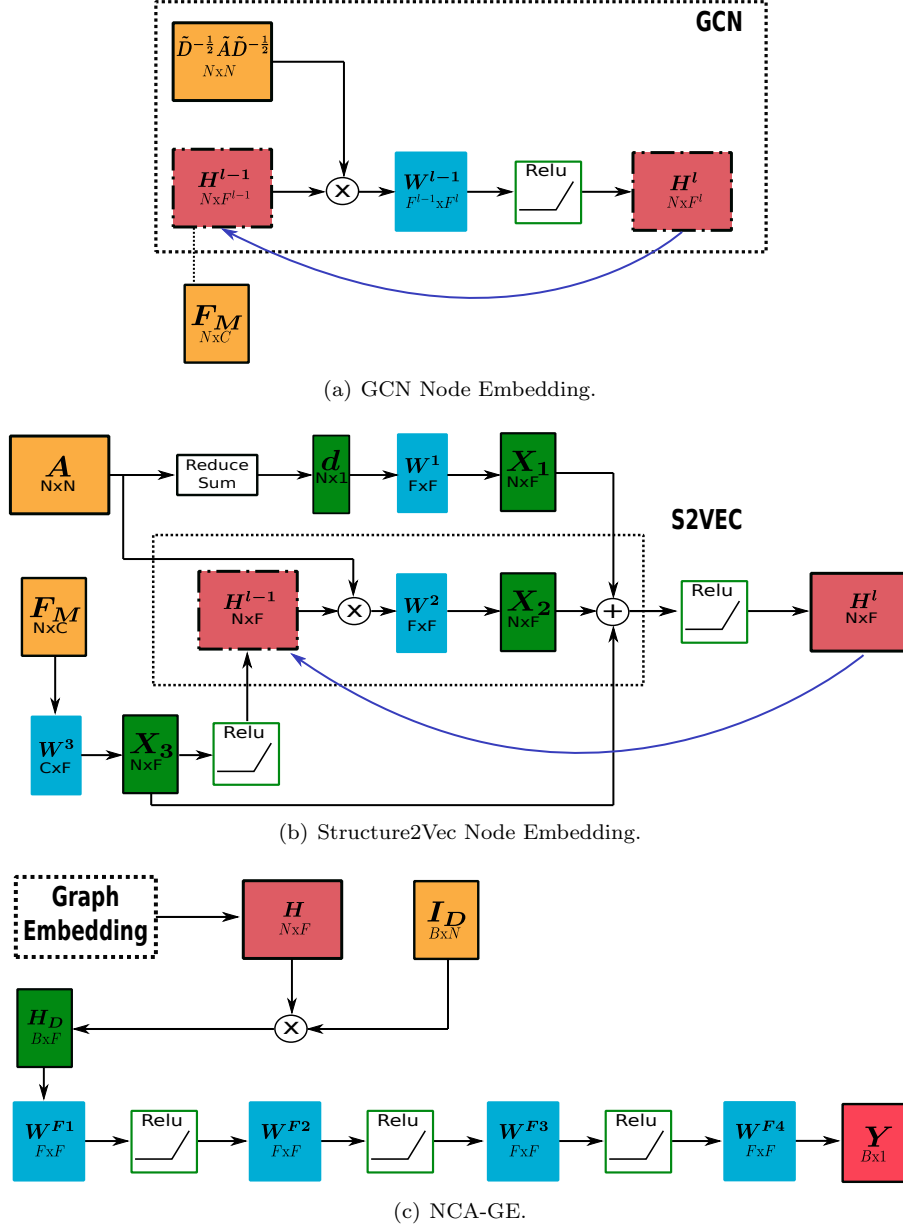 GCN
D̃^{-1/2} Ã D̃^{-1/2}
NxN
H^{l-1}
NxF^{l-1}
X
W^{l-1}
F^{l-1}xF^l
Relu
H^l
NxF^l
F_M
NxC
(a) GCN Node Embedding.
A
NxN
Reduce
Sum
d
Nx1
W^1
FxF
X_1
NxF
S2VEC
F_M
NxC
H^{l-1}
NxF
X
W^2
FxF
X_2
NxF
+
Relu
H^l
NxF
W^3
CxF
X_3
NxF
Relu
(b) Structure2Vec Node Embedding.
Graph
Embedding
H
NxF
I_D
BxN
H_D
BxF
X
W^{F1}
FxF
Relu
W^{F2}
FxF
Relu
W^{F3}
FxF
Relu
W^{F4}
FxF
Y
Bx1
(c) NCA-GE.